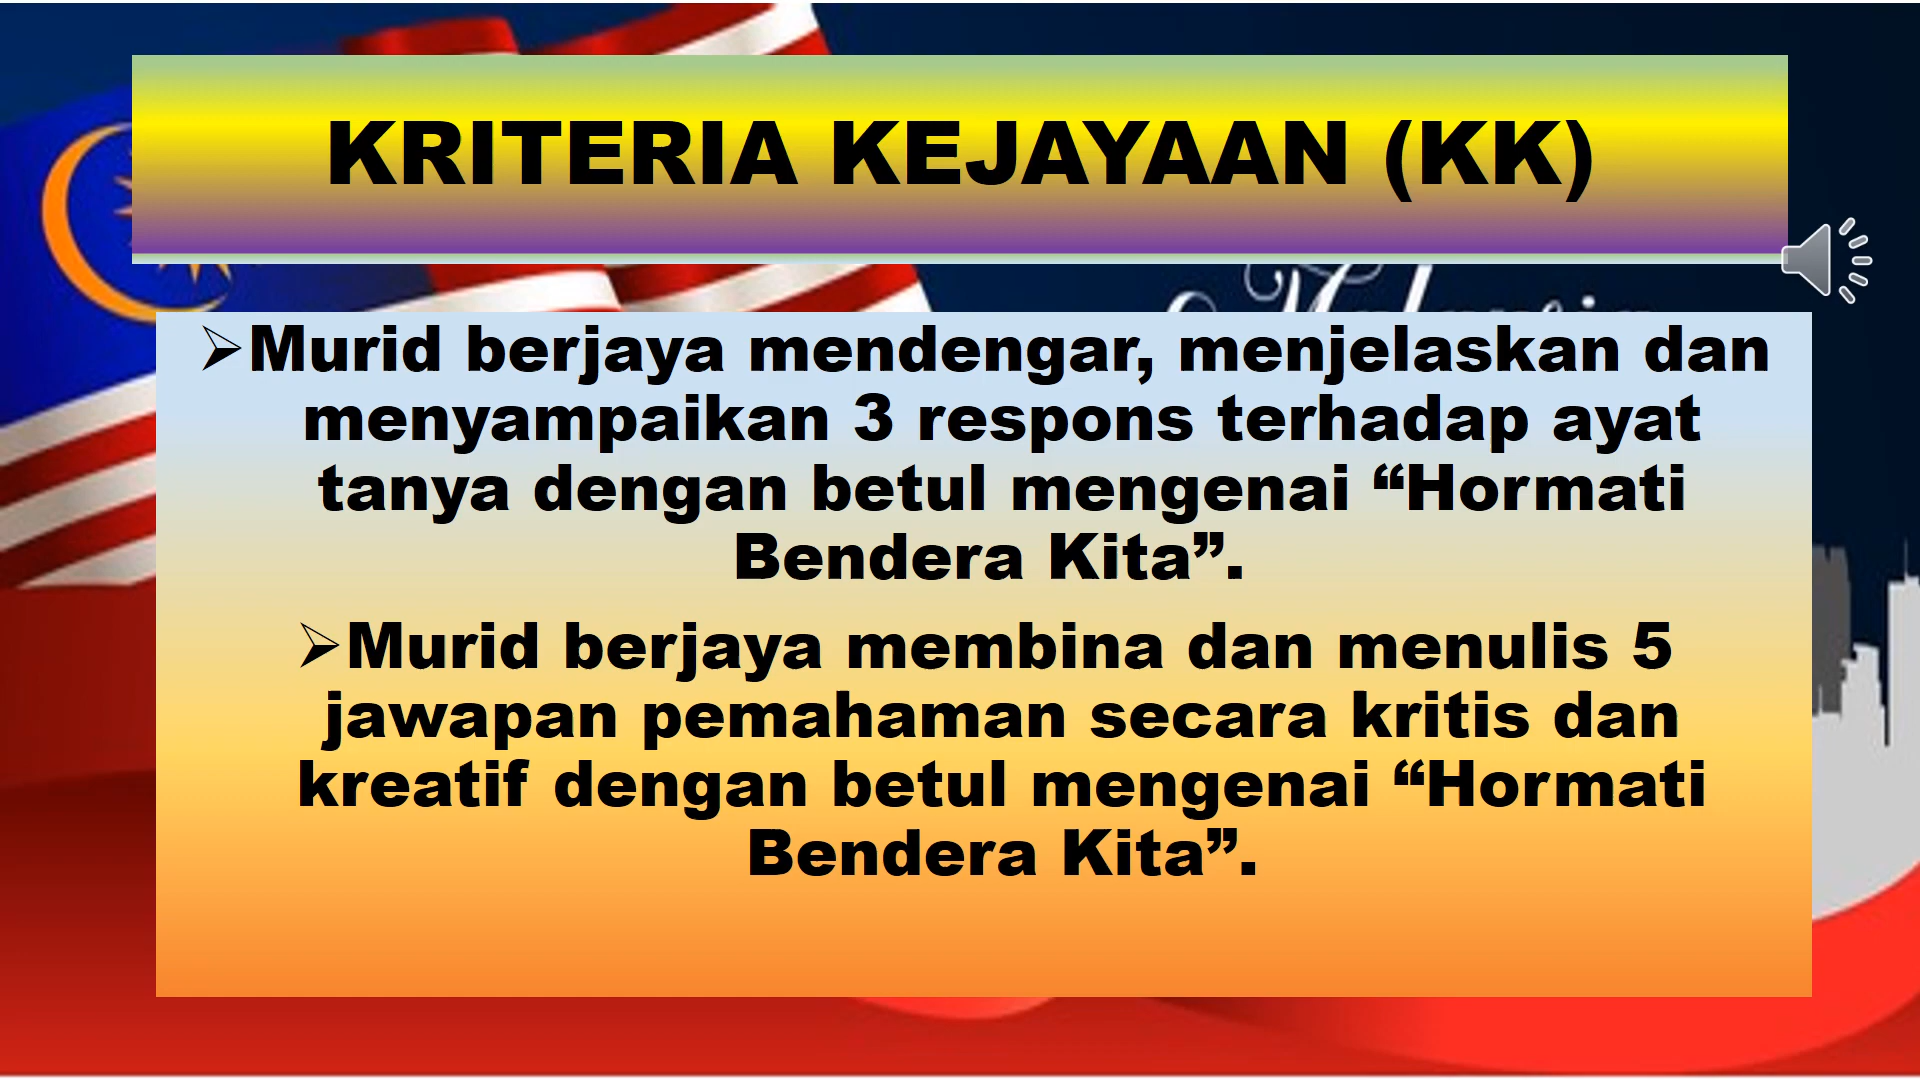 KRITERIA KEJAYAAN (KK)
➢Murid berjaya mendengar, menjelaskan dan
menyampaikan 3 respons terhadap ayat
tanya dengan betul mengenai “Hormati
Bendera Kita”.
➢Murid berjaya membina dan menulis 5
jawapan pemahaman secara kritis dan
kreatif dengan betul mengenai “Hormati
Bendera Kita”.